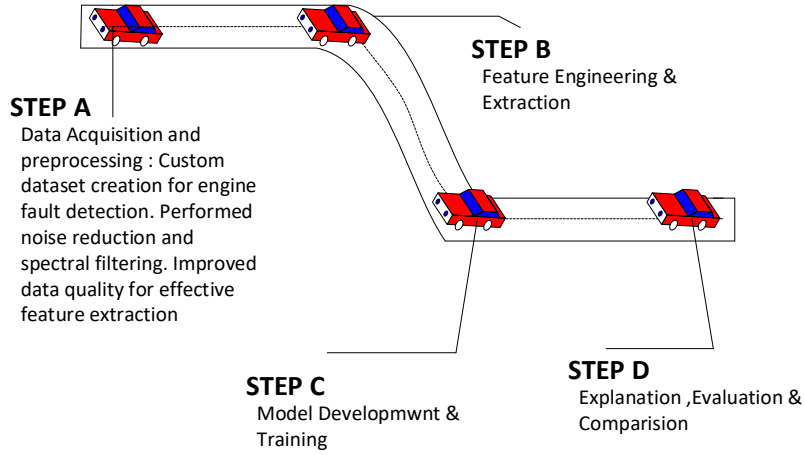 STEP A
Data Acquisition and
preprocessing : Custom
dataset creation for engine
fault detection. Performed
noise reduction and
spectral filtering. Improved
data quality for effective
feature extraction
STEP B
Feature Engineering &
Extraction
STEP C
Model Developmwnt &
Training
STEP D
Explanation ,Evaluation &
Comparision